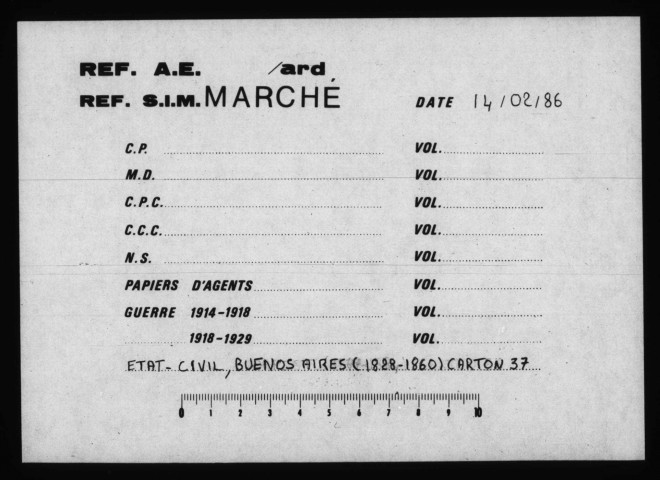 REF. A.E. /ard
REF. S.I.M. MARCHÉ DATE 14/02/86
C.P. VOL.
M.D. VOL.
C.P.C. VOL.
C.C.C. VOL.
N.S. VOL.
PAPIERS D'AGENTS VOL.
GUERRE 1914-1918 VOL.
1918-1929 VOL.
ETAT-CIVIL, BUENOS AIRES (1828-1860) CARTON 37
0 1 2 3 4 5 6 7 8 9 10